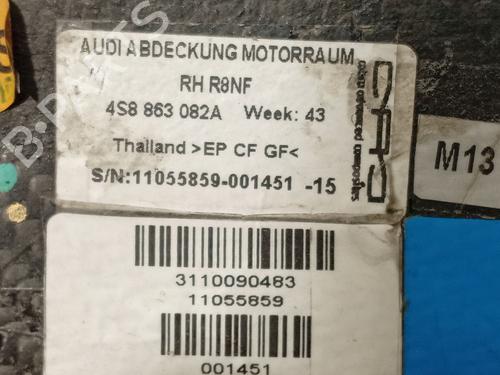 AUDI ABDECKUNG MOTORRAUM
RH R8NF
4S8 863 082A Week: 43
Thailand >EP CF GF<
S/N:11055859-001451 -15
M13
3110090483
11055859
001451